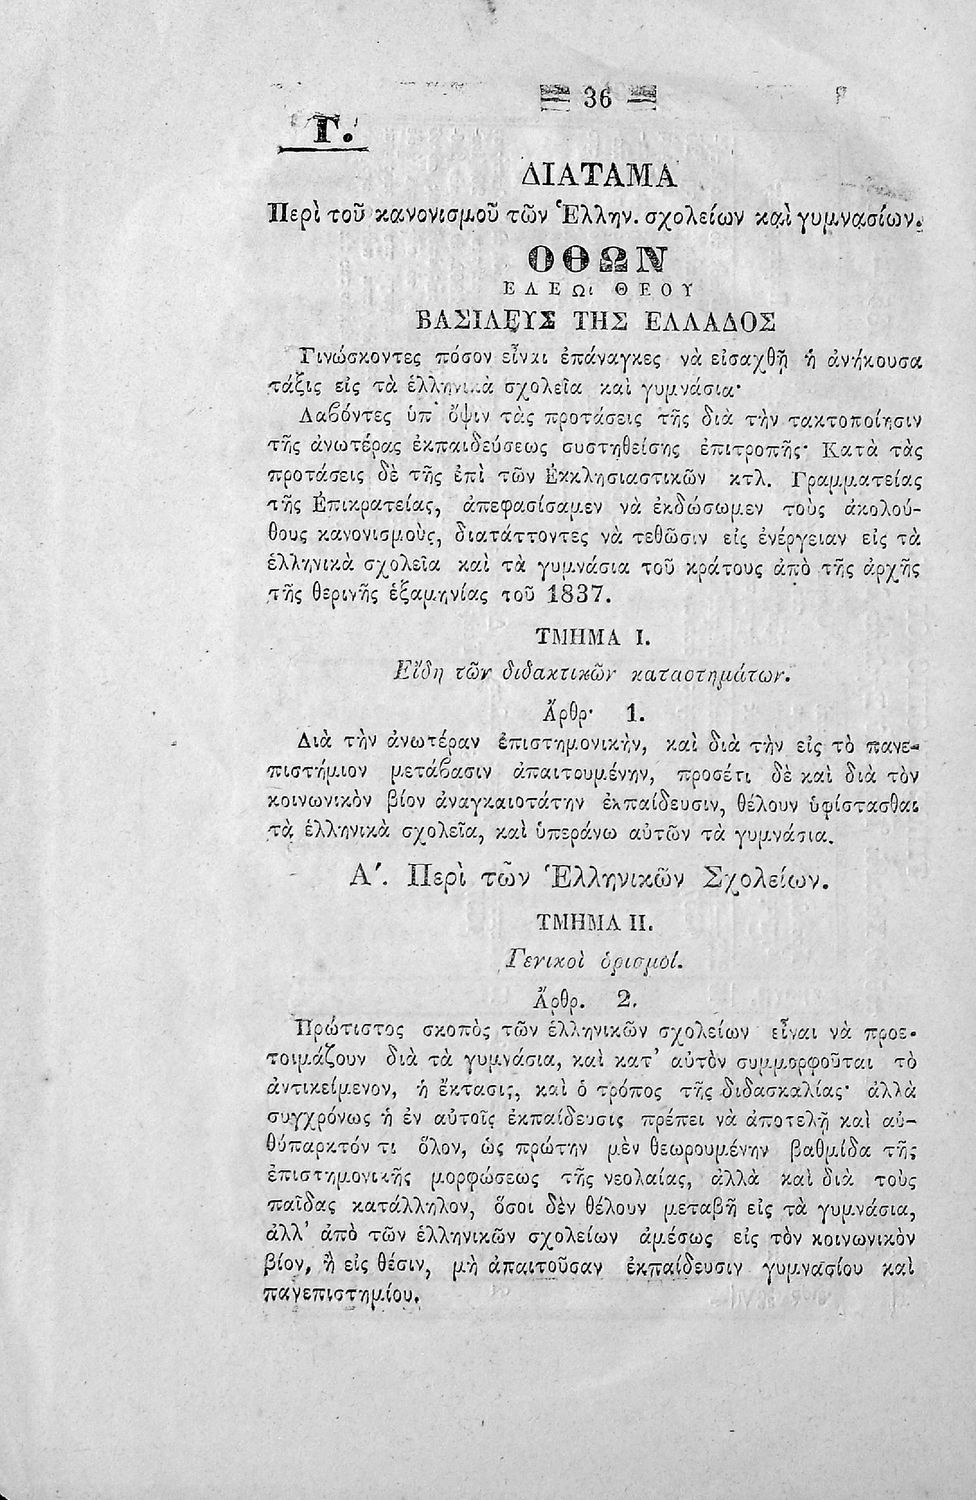 36
Γ.
ΔΙΑΤΑΜΑ
Περὶ τοῦ κανονισμοῦ τῶν Ἑλλην. σχολείων καὶ γυμνασίων.
ΟΘΩΝ
ΕΛΕΩι ΘΕΟΥ
ΒΑΣΙΛΕΥΣ ΤΗΣ ΕΛΛΑΔΟΣ
Γινώσκοντες πόσον εἶναι ἐπάναγκες νὰ εἰσαχθῇ ἡ ἀνήκουσα
τάξις εἰς τὰ ἑλληνικὰ σχολεῖα καὶ γυμνάσια·
Λαβόντες ὑπ' ὄψιν τὰς προτάσεις τῆς διὰ τὴν τακτοποίησιν
τῆς ἀνωτέρας ἐκπαιδεύσεως συστηθείσης ἐπιτροπῆς· Κατὰ τὰς
προτάσεις δὲ τῆς ἐπὶ τῶν Ἐκκλησιαστικῶν κτλ. Γραμματείας
τῆς Ἐπικρατείας, ἀπεφασίσαμεν νὰ ἐκδώσωμεν τοὺς ἀκολού-
θους κανονισμοὺς, διατάττοντες νὰ τεθῶσιν εἰς ἐνέργειαν εἰς τὰ
ἑλληνικὰ σχολεῖα καὶ τὰ γυμνάσια τοῦ κράτους ἀπὸ τῆς ἀρχῆς
τῆς θερινῆς ἑξαμηνίας τοῦ 1837.
ΤΜΗΜΑ Ι.
Εἴδη τῶν διδακτικῶν καταστημάτων.
Ἄρθρ· 1.
Διὰ τὴν ἀνωτέραν ἐπιστημονικὴν, καὶ διὰ τὴν εἰς τὸ πανε-
πιστήμιον μετάβασιν ἀπαιτουμένην, προσέτι δὲ καὶ διὰ τὸν
κοινωνικὸν βίον ἀναγκαιοτάτην ἐκπαίδευσιν, θέλουν ὑφίστασθαι
τὰ ἑλληνικὰ σχολεῖα, καὶ ὑπεράνω αὐτῶν τὰ γυμνάσια.
Α΄. Περὶ τῶν Ἑλληνικῶν Σχολείων.
ΤΜΗΜΑ ΙΙ.
Γενικοὶ ὁρισμοί.
Ἄρθρ. 2.
Πρώτιστος σκοπὸς τῶν ἑλληνικῶν σχολείων εἶναι νὰ προε-
τοιμάζουν διὰ τὰ γυμνάσια, καὶ κατ' αὐτὸν συμμορφοῦται τὸ
ἀντικείμενον, ἡ ἔκτασις, καὶ ὁ τρόπος τῆς διδασκαλίας· ἀλλὰ
συγχρόνως ἡ ἐν αὐτοῖς ἐκπαίδευσις πρέπει νὰ ἀποτελῇ καὶ αὐ-
θύπαρκτόν τι ὅλον, ὡς πρώτην μὲν θεωρουμένην βαθμίδα τῆς
ἐπιστημονικῆς μορφώσεως τῆς νεολαίας, ἀλλὰ καὶ διὰ τοὺς
παῖδας κατάλληλον, ὅσοι δὲν θέλουν μεταβῆ εἰς τὰ γυμνάσια,
ἀλλ' ἀπὸ τῶν ἑλληνικῶν σχολείων ἀμέσως εἰς τὸν κοινωνικὸν
βίον, ἢ εἰς θέσιν, μὴ ἀπαιτοῦσαν ἐκπαίδευσιν γυμνασίου καὶ
πανεπιστημίου.